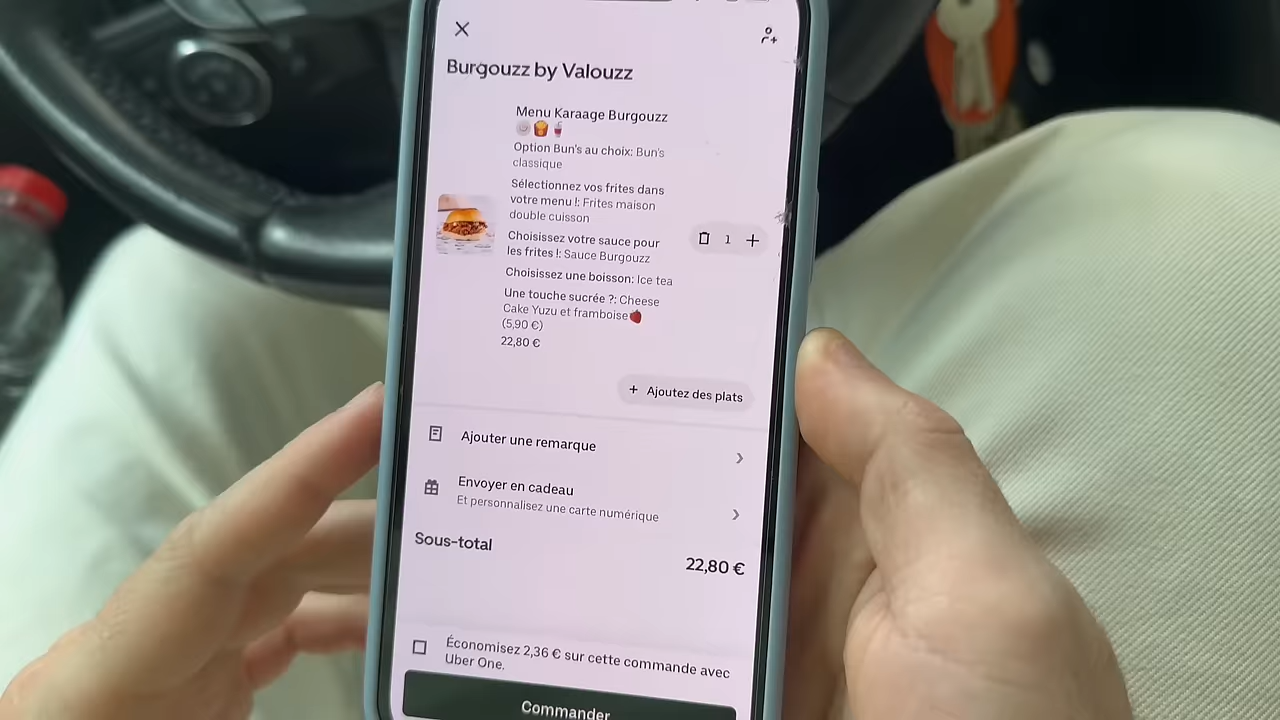 Burgouzz by Valouzz
Menu Karaage Burgouzz
Option Bun's au choix: Bun's
classique
Sélectionnez vos frites dans
votre menu !: Frites maison
double cuisson
Choisissez votre sauce pour
les frites !: Sauce Burgouzz
Choisissez une boisson: Ice tea
Une touche sucrée ?: Cheese
Cake Yuzu et framboise🍓
(5,90 €)
22,80 €
1
+ Ajoutez des plats
Ajouter une remarque
Envoyer en cadeau
Et personnalisez une carte numérique
Sous-total
22,80 €
Économisez 2,36 € sur cette commande avec
Uber One.
Commander